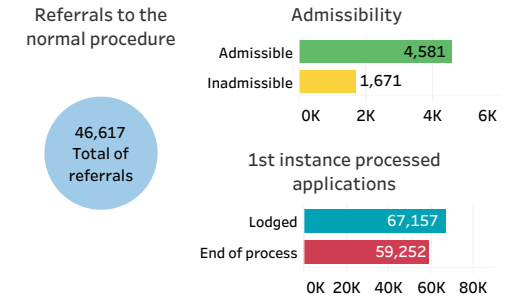 Referrals to the
normal procedure
46,617
Total of
referrals
Admissibility
Admissible 4,581
Inadmissible 1,671
0K 2K 4K 6K
1st instance processed
applications
Lodged 67,157
End of process 59,252
0K 20K 40K 60K 80K